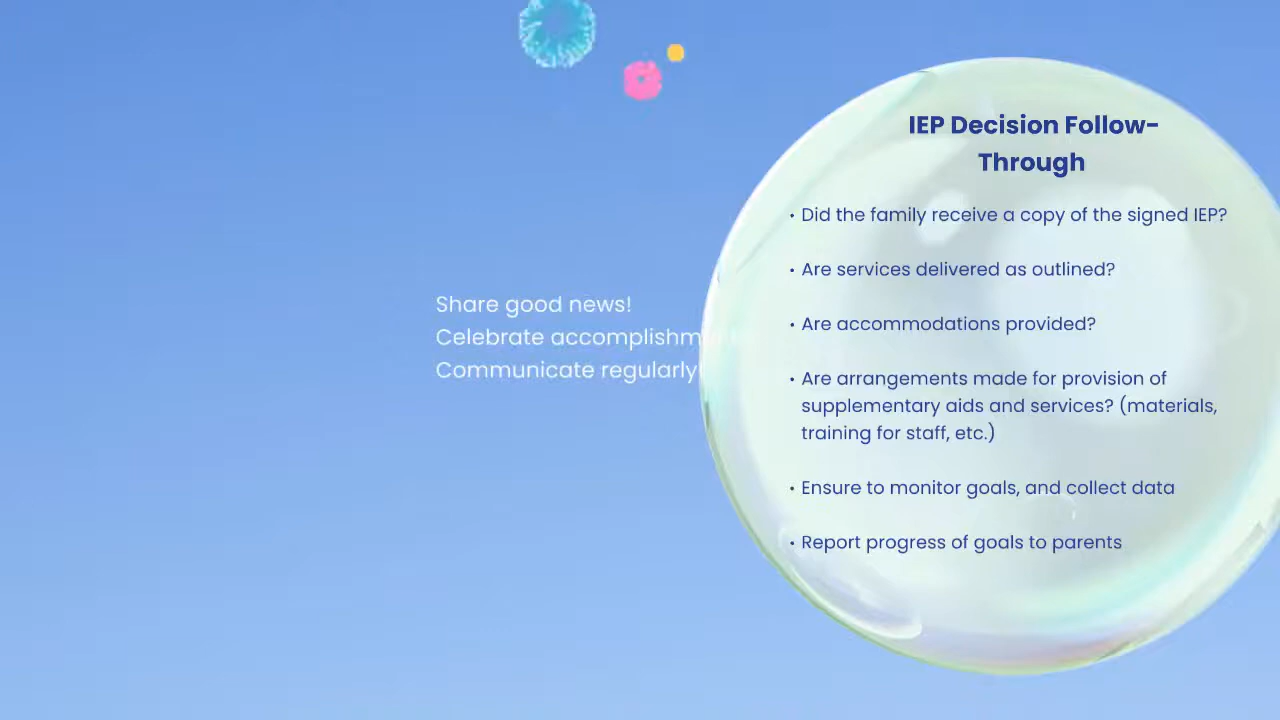 IEP Decision Follow-
Through
• Did the family receive a copy of the signed IEP?
• Are services delivered as outlined?
• Are accommodations provided?
• Are arrangements made for provision of
supplementary aids and services? (materials,
training for staff, etc.)
• Ensure to monitor goals, and collect data
• Report progress of goals to parents
Share good news!
Celebrate
Communicate regularly!